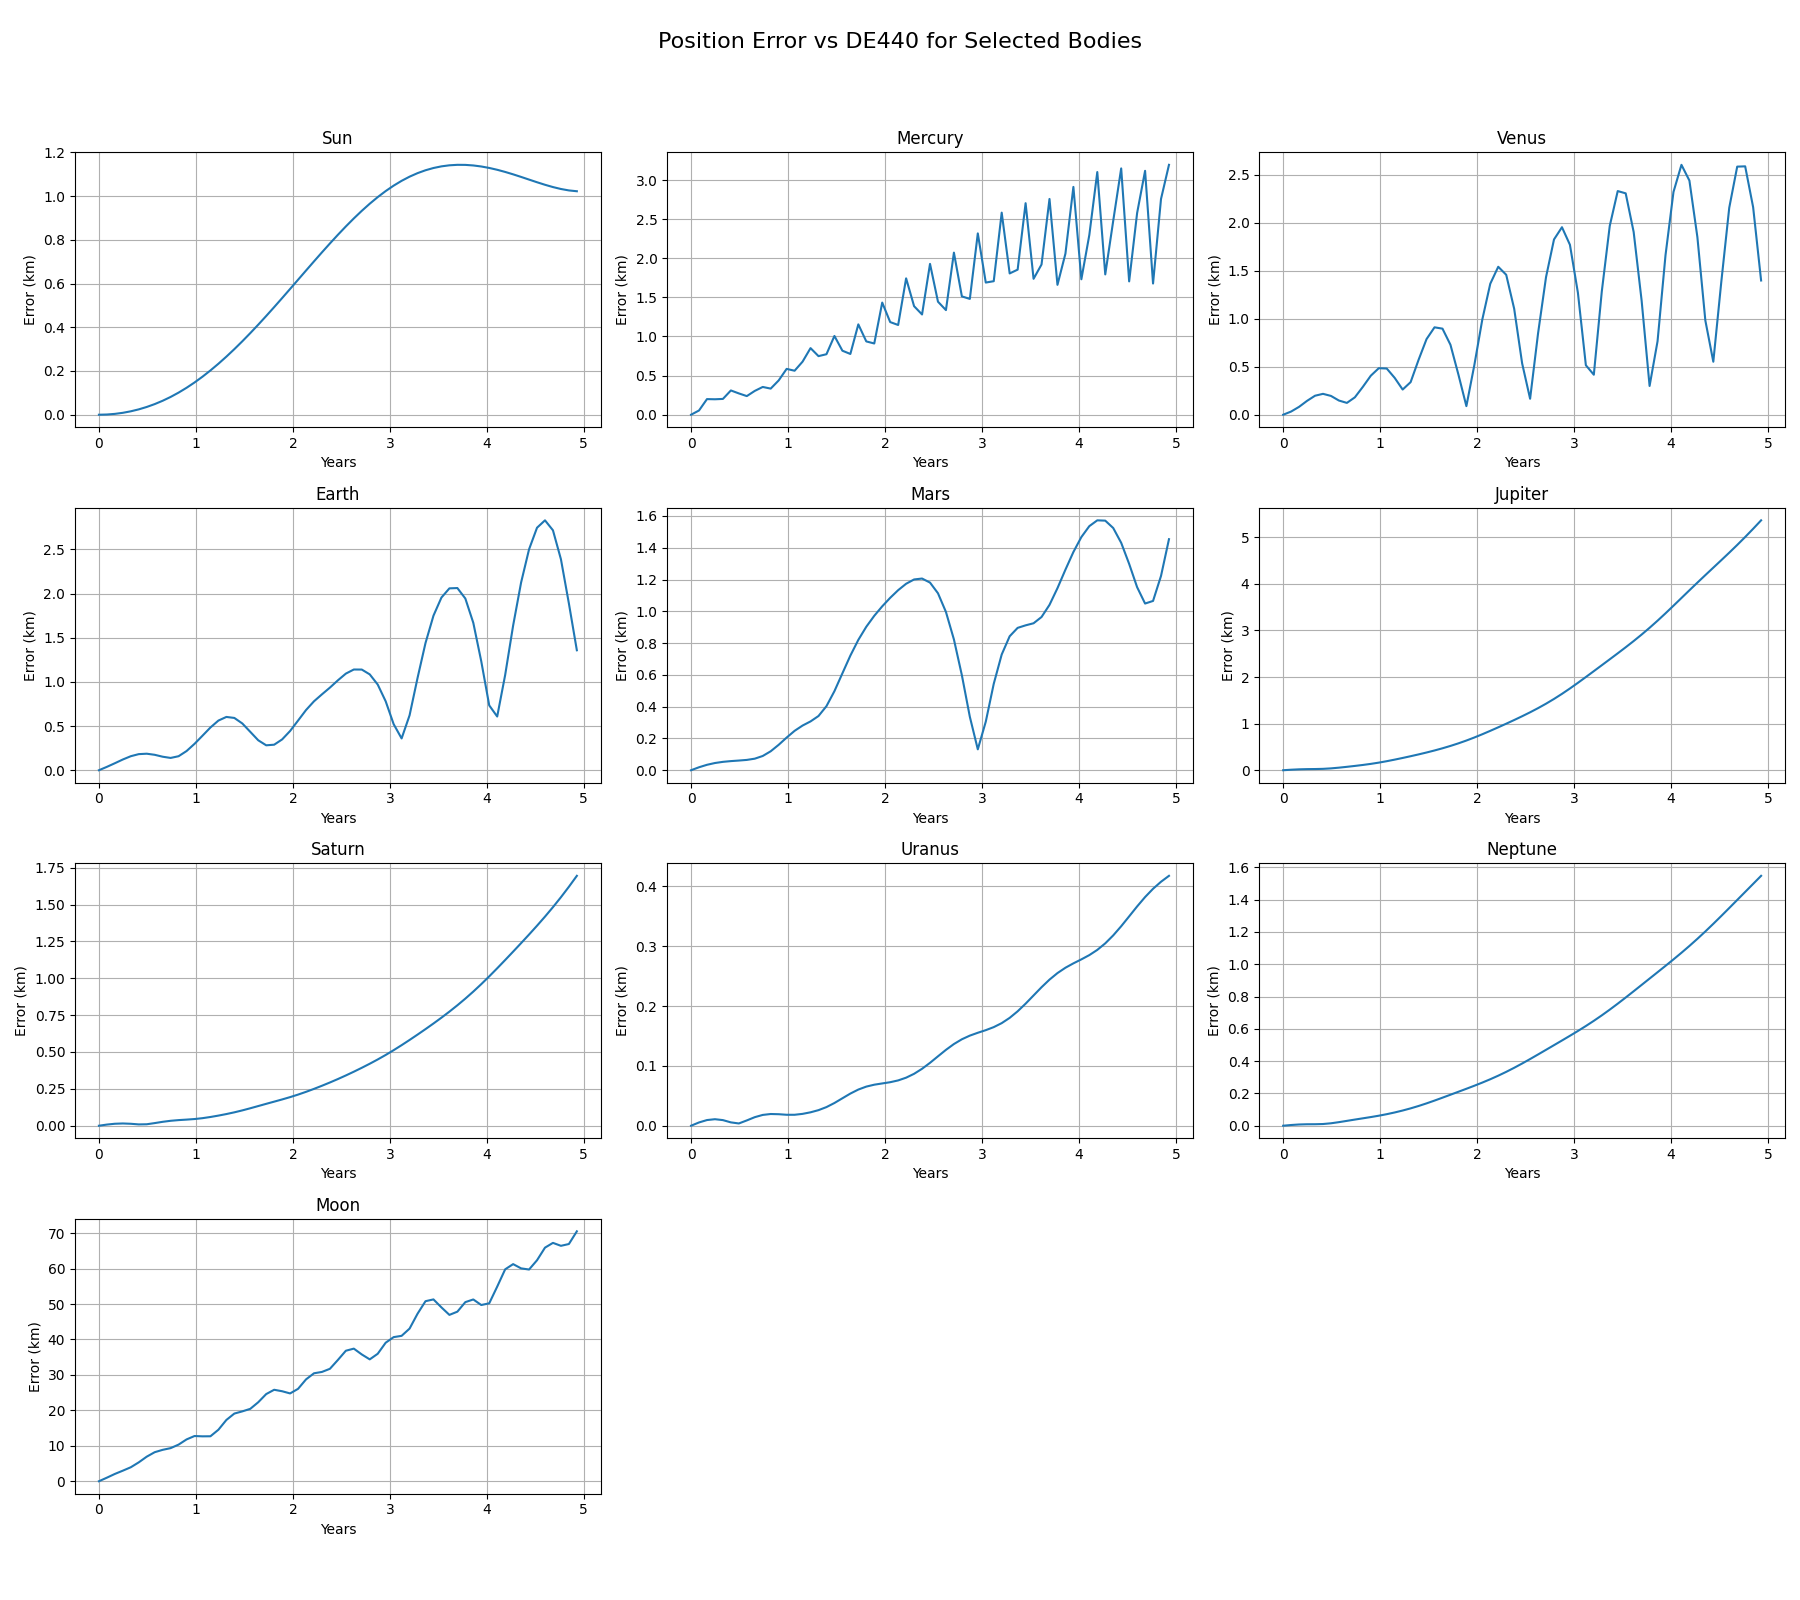 Position Error vs DE440 for Selected Bodies
Sun
Error (km)
1.2
1.0
0.8
0.6
0.4
0.2
0.0
0 1 2 3 4 5
Years
Mercury
Error (km)
3.0
2.5
2.0
1.5
1.0
0.5
0.0
0 1 2 3 4 5
Years
Venus
Error (km)
2.5
2.0
1.5
1.0
0.5
0.0
0 1 2 3 4 5
Years
Earth
Error (km)
2.5
2.0
1.5
1.0
0.5
0.0
0 1 2 3 4 5
Years
Mars
Error (km)
1.6
1.4
1.2
1.0
0.8
0.6
0.4
0.2
0.0
0 1 2 3 4 5
Years
Jupiter
Error (km)
5
4
3
2
1
0
0 1 2 3 4 5
Years
Saturn
Error (km)
1.75
1.50
1.25
1.00
0.75
0.50
0.25
0.00
0 1 2 3 4 5
Years
Uranus
Error (km)
0.4
0.3
0.2
0.1
0.0
0 1 2 3 4 5
Years
Neptune
Error (km)
1.6
1.4
1.2
1.0
0.8
0.6
0.4
0.2
0.0
0 1 2 3 4 5
Years
Moon
Error (km)
70
60
50
40
30
20
10
0
0 1 2 3 4 5
Years